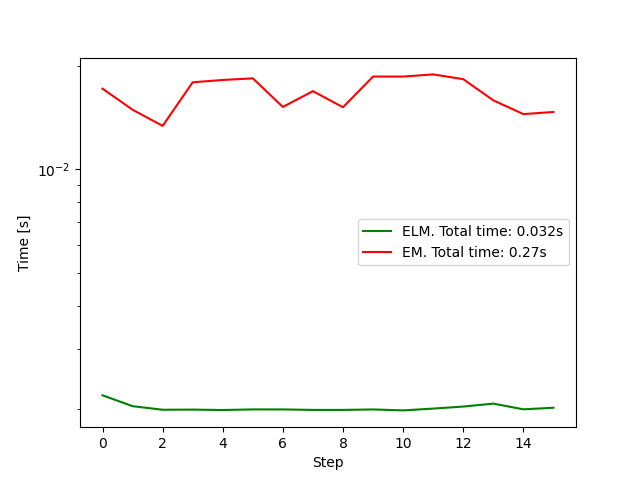 10⁻²
Time [s]
ELM. Total time: 0.032s
EM. Total time: 0.27s
0 2 4 6 8 10 12 14
Step